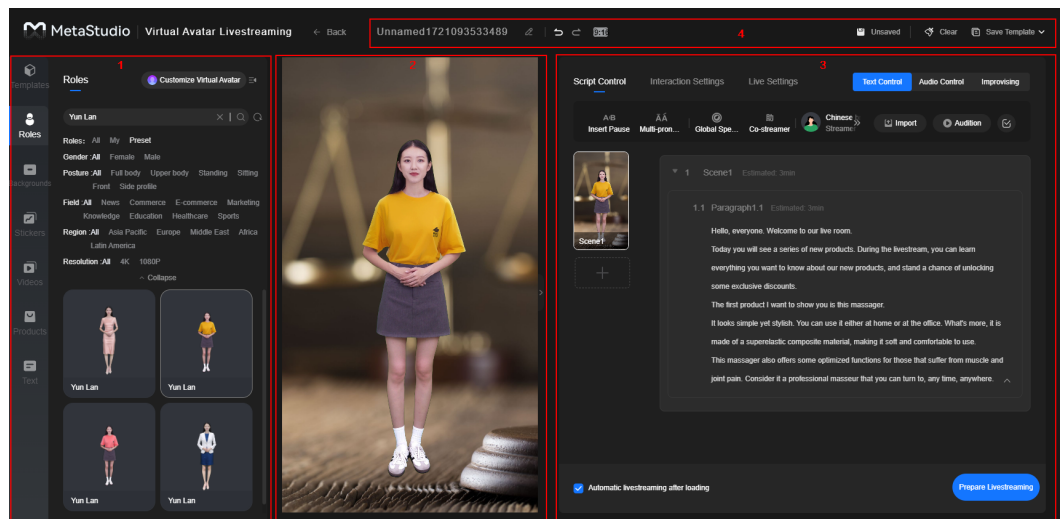 MetaStudio | Virtual Avatar Livestreaming
← Back
Unnamed1721093533489
9:16
4
Unsaved
Clear
Save Template
1
Templates
Roles
Backgrounds
Stickers
Videos
Products
Text
Roles
Customize Virtual Avatar
Yun Lan
Roles: All My Preset
Gender :All Female Male
Posture :All Full body Upper body Standing Sitting
Front Side profile
Field :All News Commerce E-commerce Marketing
Knowledge Education Healthcare Sports
Region :All Asia Pacific Europe Middle East Africa
Latin America
Resolution :All 4K 1080P
Collapse
Yun Lan
Yun Lan
Yun Lan
Yun Lan
2
3
Script Control
Interaction Settings
Live Settings
Text Control
Audio Control
Improvising
Insert Pause
Multi-pron...
Global Spe...
Co-streamer
Chinese
Streamer
Import
Audition
Scene1
1 Scene1 Estimated: 3min
1.1 Paragraph1.1 Estimated: 3min
Hello, everyone. Welcome to our live room.
Today you will see a series of new products. During the livestream, you can learn
everything you want to know about our new products, and stand a chance of unlocking
some exclusive discounts.
The first product I want to show you is this massager.
It looks simple yet stylish. You can use it either at home or at the office. What's more, it is
made of a superelastic composite material, making it soft and comfortable to use.
This massager also offers some optimized functions for those that suffer from muscle and
joint pain. Consider it a professional masseur that you can turn to, any time, anywhere.
Automatic livestreaming after loading
Prepare Livestreaming